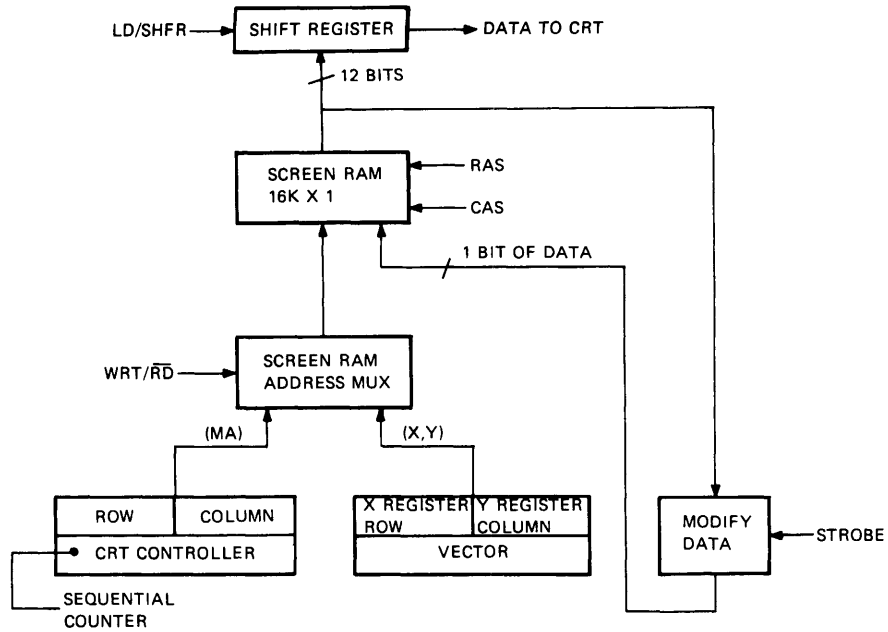 LD/SHFR
SHIFT REGISTER
DATA TO CRT
12 BITS
SCREEN RAM
16K X 1
RAS
CAS
1 BIT OF DATA
SCREEN RAM
ADDRESS MUX
WRT/R̅D̅
(MA)
(X,Y)
ROW
COLUMN
CRT CONTROLLER
SEQUENTIAL
COUNTER
X REGISTER
ROW
Y REGISTER
COLUMN
VECTOR
MODIFY
DATA
STROBE